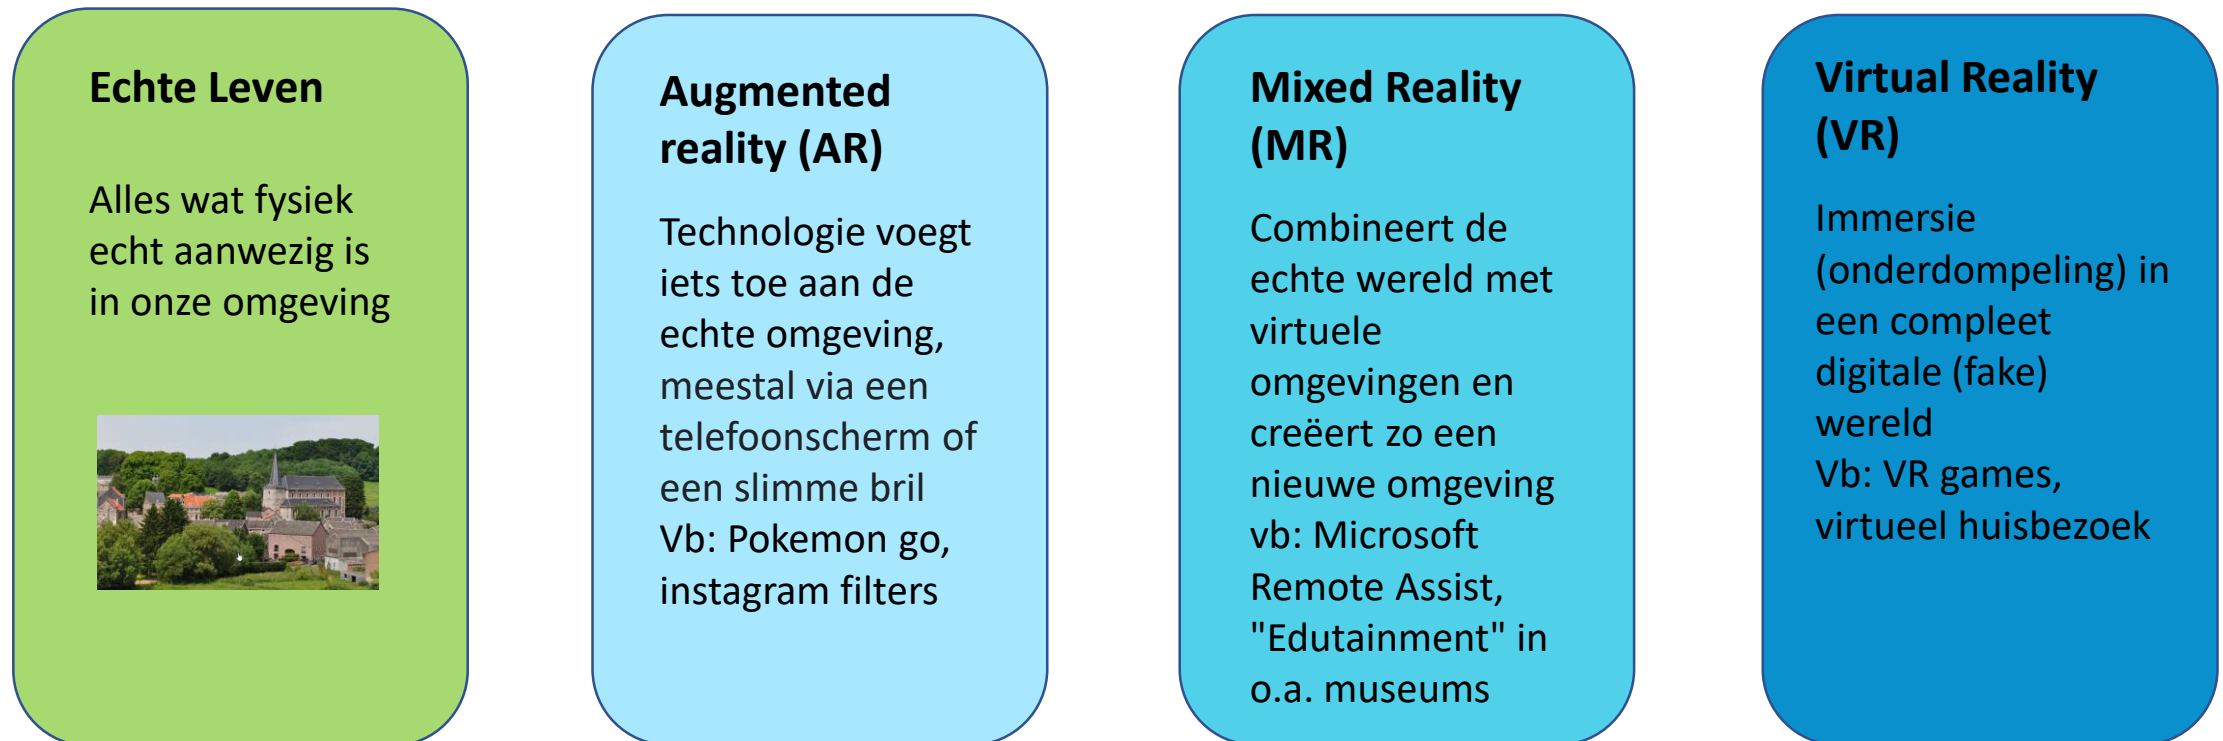 Echte Leven
Alles wat fysiek
echt aanwezig is
in onze omgeving
Augmented
reality (AR)
Technologie voegt
iets toe aan de
echte omgeving,
meestal via een
telefoonscherm of
een slimme bril
Vb: Pokemon go,
instagram filters
Mixed Reality
(MR)
Combineert de
echte wereld met
virtuele
omgevingen en
creëert zo een
nieuwe omgeving
vb: Microsoft
Remote Assist,
"Edutainment" in
o.a. museums
Virtual Reality
(VR)
Immersie
(onderdompeling) in
een compleet
digitale (fake)
wereld
Vb: VR games,
virtueel huisbezoek